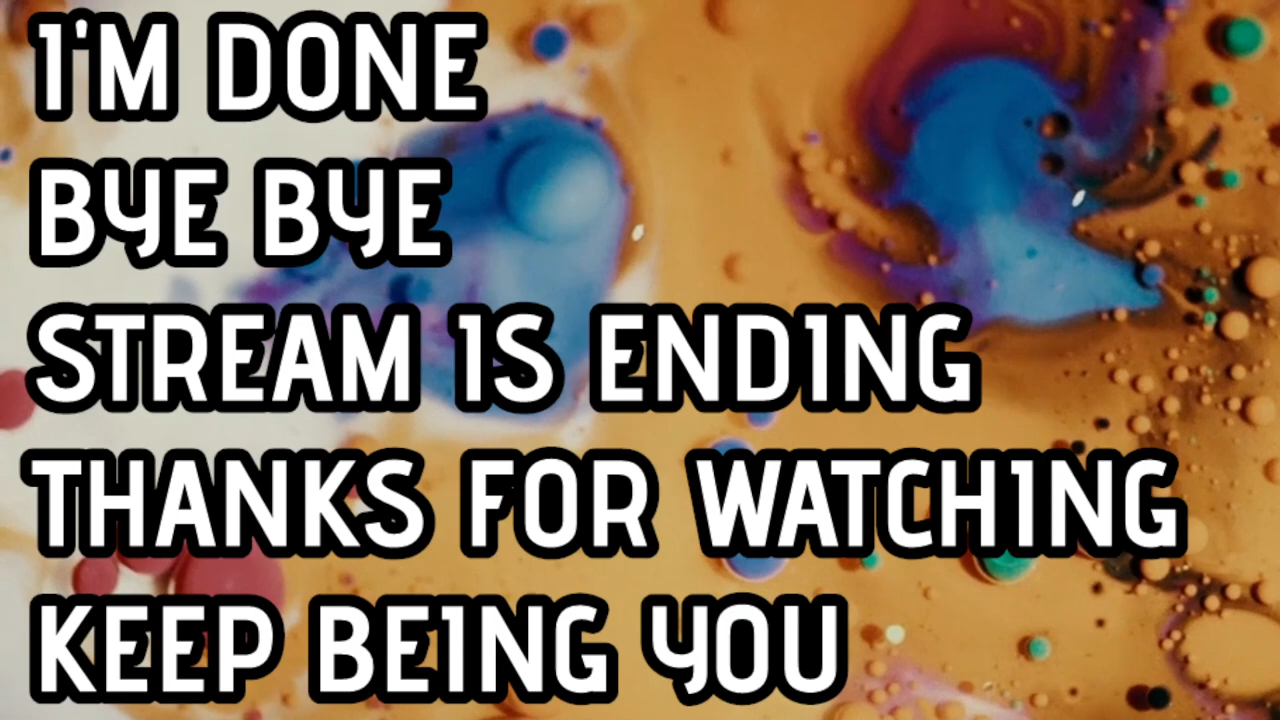 I'M DONE
BYE BYE
STREAM IS ENDING
THANKS FOR WATCHING
KEEP BEING YOU